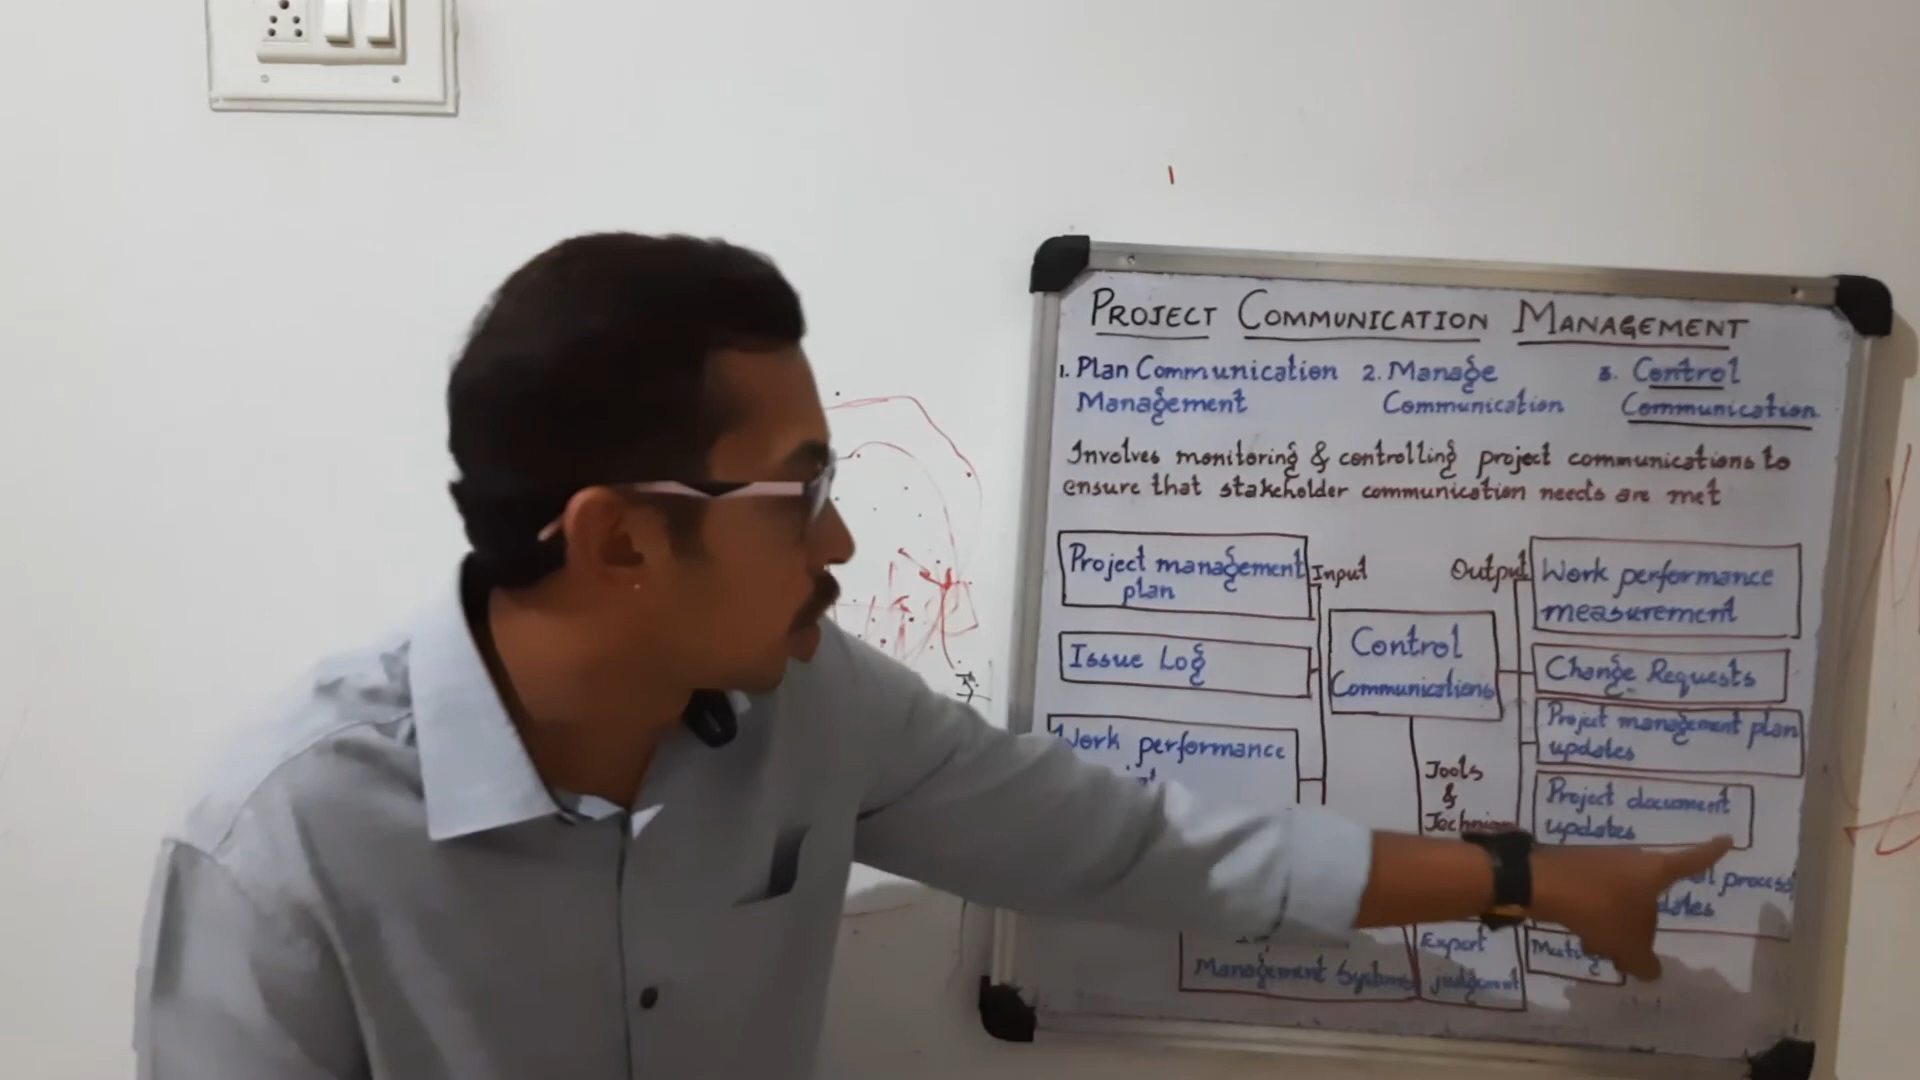 PROJECT COMMUNICATION MANAGEMENT
1. Plan Communication
Management
2. Manage
Communication
3. Control
Communication
Involves monitoring & controlling project communications to
ensure that stakeholder communication needs are met
Project management
plan
Input
Issue Log
Work performance
Control
Communications
Output
Work performance
measurement
Change Requests
Project management plan
updates
Project document
updates
process
Tools
&
Management Systems
Expert
judgement